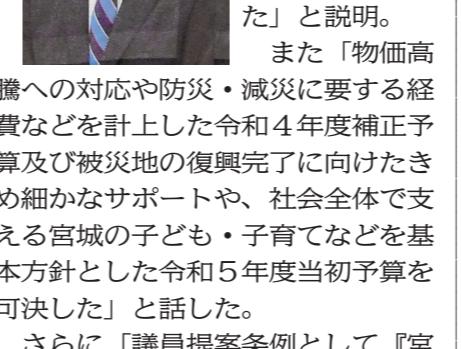 た」と説明。
また「物価高
騰への対応や防災・減災に要する経
費などを計上した令和４年度補正予
算及び被災地の復興完了に向けたき
め細かなサポートや、社会全体で支
える宮城の子ども・子育てなどを基
本方針とした令和５年度当初予算を
可決した」と話した。
さらに「議員提案条例として『宮